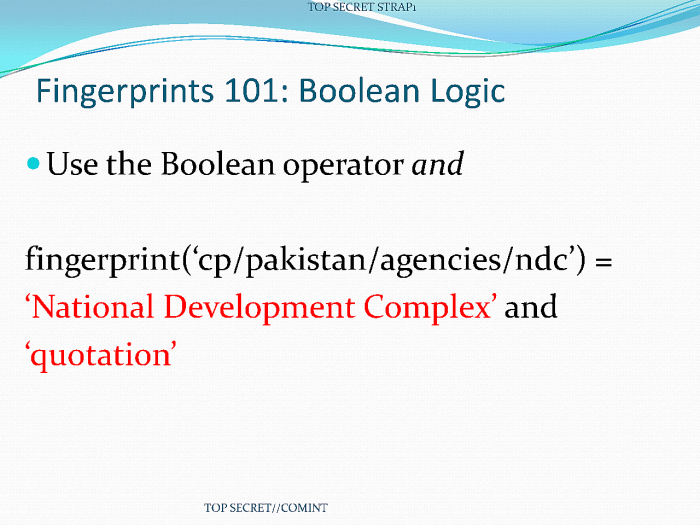 TOP SECRET STRAP1
Fingerprints 101: Boolean Logic
Use the Boolean operator and
fingerprint(‘cp/pakistan/agencies/ndc’) =
‘National Development Complex’ and
‘quotation’
TOP SECRET//COMINT